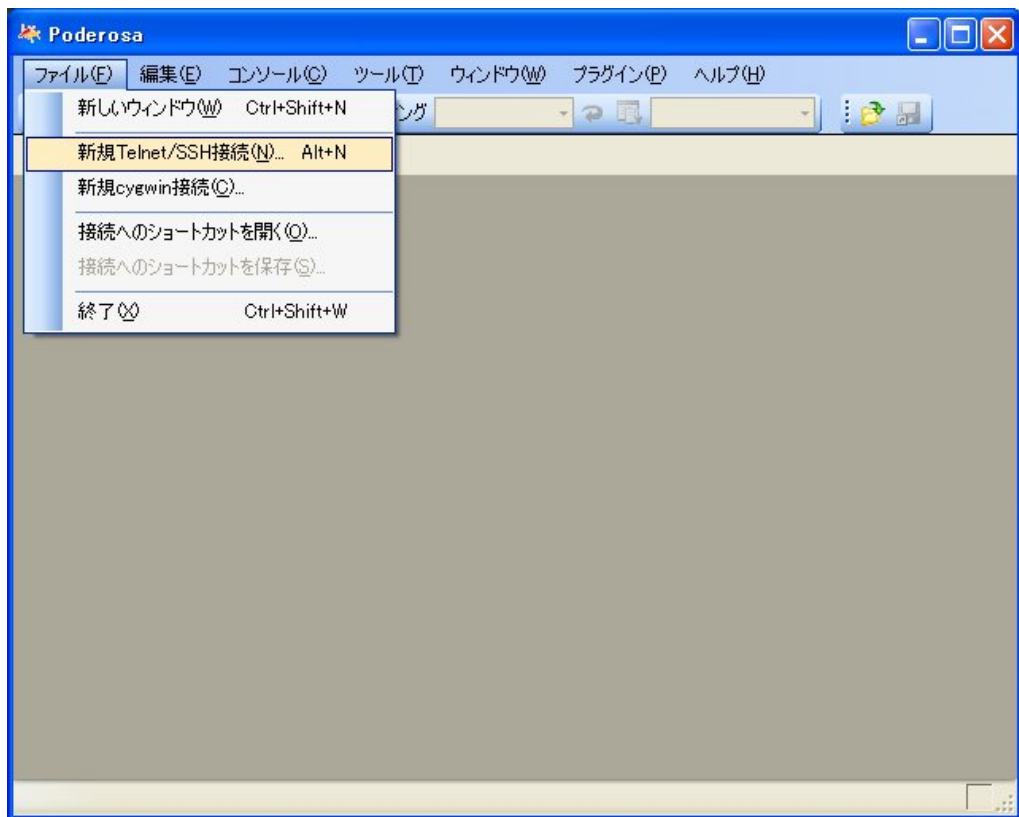 Poderosa
ファイル(F) 編集(E) コンソール(C) ツール(T) ウィンドウ(W) プラグイン(P) ヘルプ(H)
新しいウィンドウ(W) Ctrl+Shift+N
ング
新規Telnet/SSH接続(N)... Alt+N
新規cygwin接続(C)...
接続へのショートカットを開く(O)...
接続へのショートカットを保存(S)...
終了(X) Ctrl+Shift+W